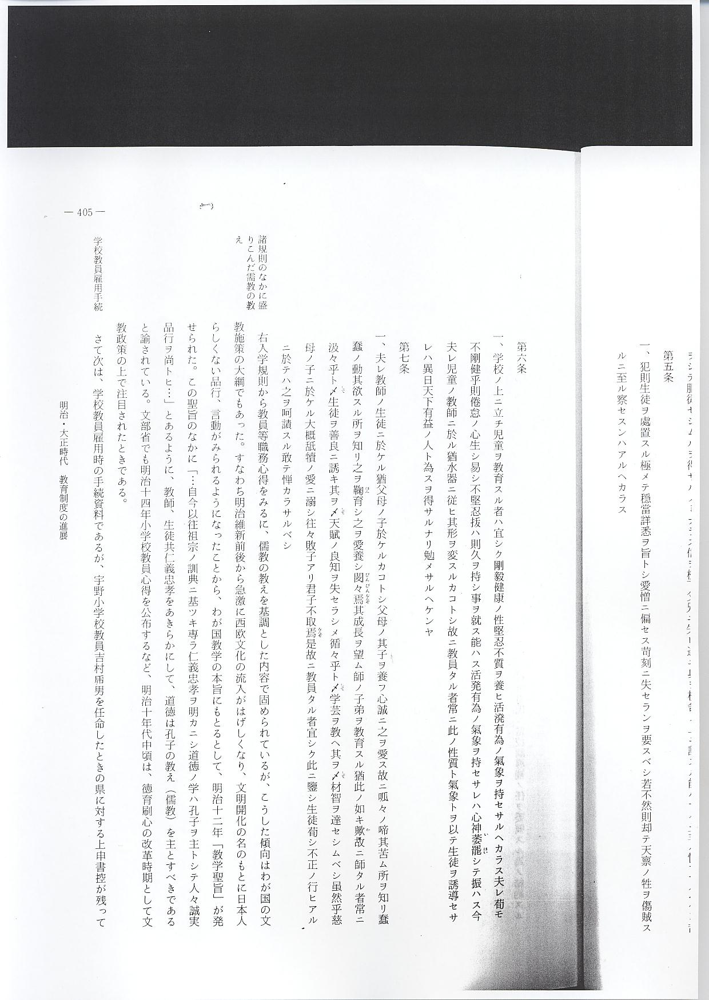 第五条
一、犯則生徒ヲ處置スル極メテ穏當詳悉ヲ旨トシ愛憎ニ偏セス苛刻ニ失セランヲ要スベシ若不然則却テ天禀ノ性ヲ傷賊ス
ルニ至ル察セスンハアルヘカラス
第六条
一、学校ノ上ニ立チ児童ヲ教育スル者ハ宜シク剛毅健康ノ性堅忍不質ヲ養ヒ活溌有為ノ氣象ヲ持セサルヘカラス夫レ荀モ
不剛健乎則倦怠ノ心生シ易シ不堅忍抜ハ則久ヲ持シ事ヲ就ス能ハス活発有為ノ氣象ヲ持セサレハ心神萎罷シテ振ハス今
夫レ児童ノ教師ニ於ル猶水器ニ従ヒ其形ヲ変スルカコトシ故ニ教員タル者常ニ此ノ性質ト氣象トヲ以テ生徒ヲ誘導セサ
レハ異日天下有益ノ人ト為スヲ得サルナリ勉メサルヘケンヤ
第七条
一、夫レ教師ノ生徒ニ於ケル猶父母ノ子於ケルカコトシ父母ノ其子ヲ養フ心誠ニ之ヲ愛ス故ニ呱々ノ啼其苦ム所ヲ知リ蠢
蠢ノ動其欲スル所ヲ知リ之ヲ鞠育シ之ヲ愛養シ閔々焉其成長ヲ望ム師ノ子弟ヲ教育スル猶此ノ如キ歟故ニ師タル者常ニ
汲々乎ト〆生徒ヲ善良ニ誘キ其ヲ〆天賦ノ良知ヲ失セラシメ循々乎ト〆学芸ヲ教ヘ其ヲ〆材智ヲ達セシムベシ虽然乎慈
母ノ子ニ於ケル大概舐犢ノ愛ニ溺シ往々敗子アリ君子不取焉是故ニ教員タル者宜シク此ニ鑒シ生徒荀シ不正ノ行ヒアル
ニ於テハ之ヲ呵譴スル敢テ憚カラサルベシ
諸規則のなかに盛
りこんだ儒教の教
え
右入学規則から教員等職務心得をみるに、儒教の教えを基調とした内容で固められているが、こうした傾向はわが国の文
教施策の大綱でもあった。すなわち明治維新前後から急激に西欧文化の流入がはげしくなり、文明開化の名のもとに日本人
らしくない品行、言動がみられるようになったことから、わが国教学の本旨にもとるとして、明治十二年「教学聖旨」が発
せられた。この聖旨のなかに「…自今以往祖宗ノ訓典ニ基ツキ専ラ仁義忠孝ヲ明カニシ道徳ノ学ハ孔子ヲ主トシテ人々誠実
品行ヲ尚トヒ…」とあるように、教師、生徒共仁義忠孝をあきらかにして、道徳は孔子の教え（儒教）を主とすべきである
と諭されている。文部省でも明治十四年小学校教員心得を公布するなど、明治十年代中頃は、徳育刷心の改革時期として文
教政策の上で注目されたときである。
学校教員雇用手続
さて次は、学校教員雇用時の手続資料であるが、宇野小学校教員吉村席男を任命したときの県に対する上申書控が残って
明治・大正時代　教育制度の進展
— 405 —